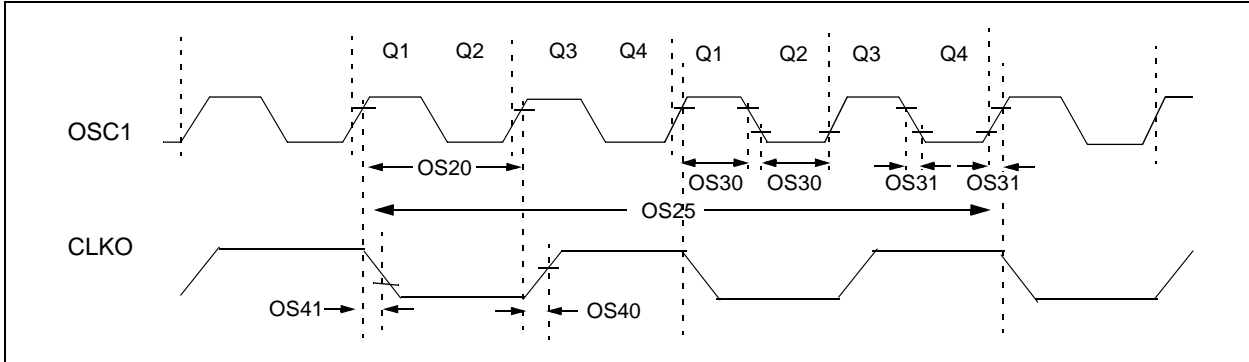 Q1 Q2 Q3 Q4 Q1 Q2 Q3 Q4
OSC1
OS20
OS30 OS30 OS31 OS31
OS25
CLKO
OS41 OS40